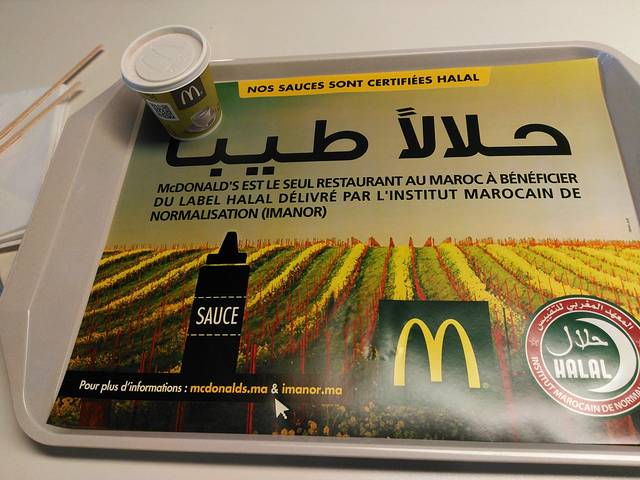 NOS SAUCES SONT CERTIFIÉES HALAL
حلالاً طيبا
McDONALD'S EST LE SEUL RESTAURANT AU MAROC À BÉNÉFICIER
DU LABEL HALAL DÉLIVRÉ PAR L'INSTITUT MAROCAIN DE
NORMALISATION (IMANOR)
SAUCE
المعهد المغربي للتقييس
حلال
HALAL
INSTITUT MAROCAIN DE NORM
Pour plus d'informations : mcdonalds.ma & imanor.ma